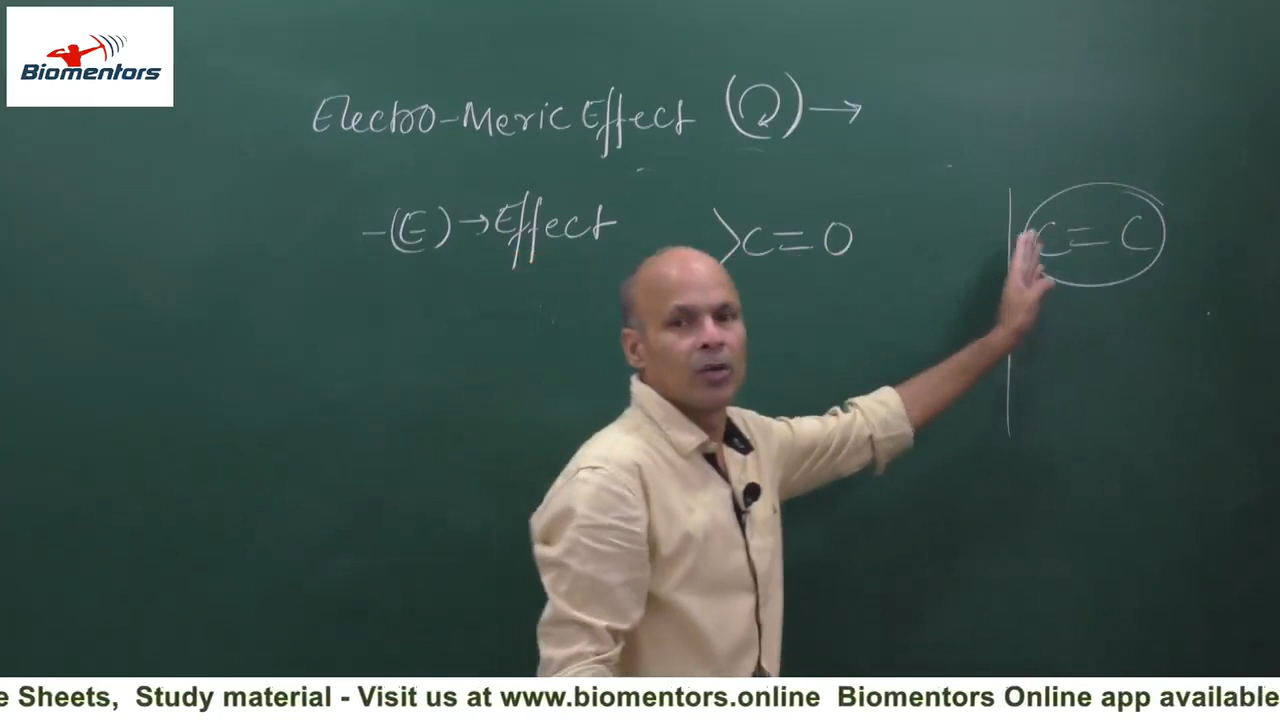 Biomentors
Electro-Meric Effect (↻) →
-(E) → Effect
>C=O
C=C
e Sheets, Study material - Visit us at www.biomentors.online Biomentors Online app available